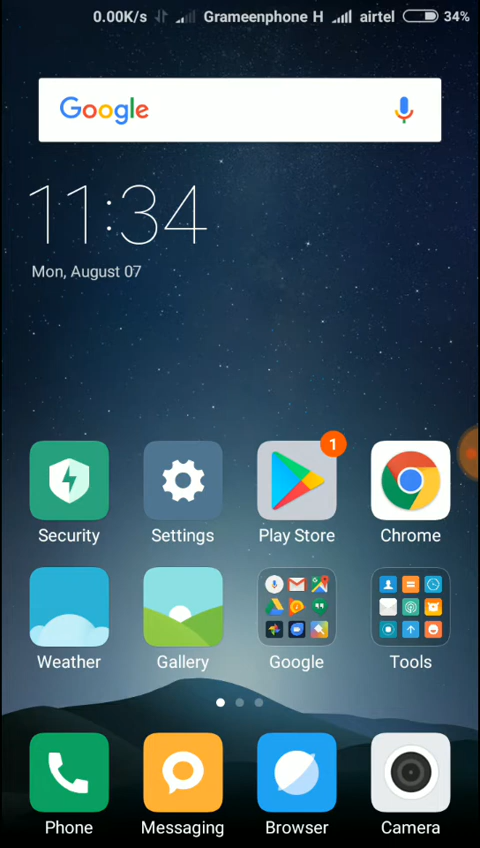 0.00K/s Grameenphone H airtel 34%
Google
11:34
Mon, August 07
1
Security Settings Play Store Chrome
Weather Gallery Google Tools
Phone Messaging Browser Camera